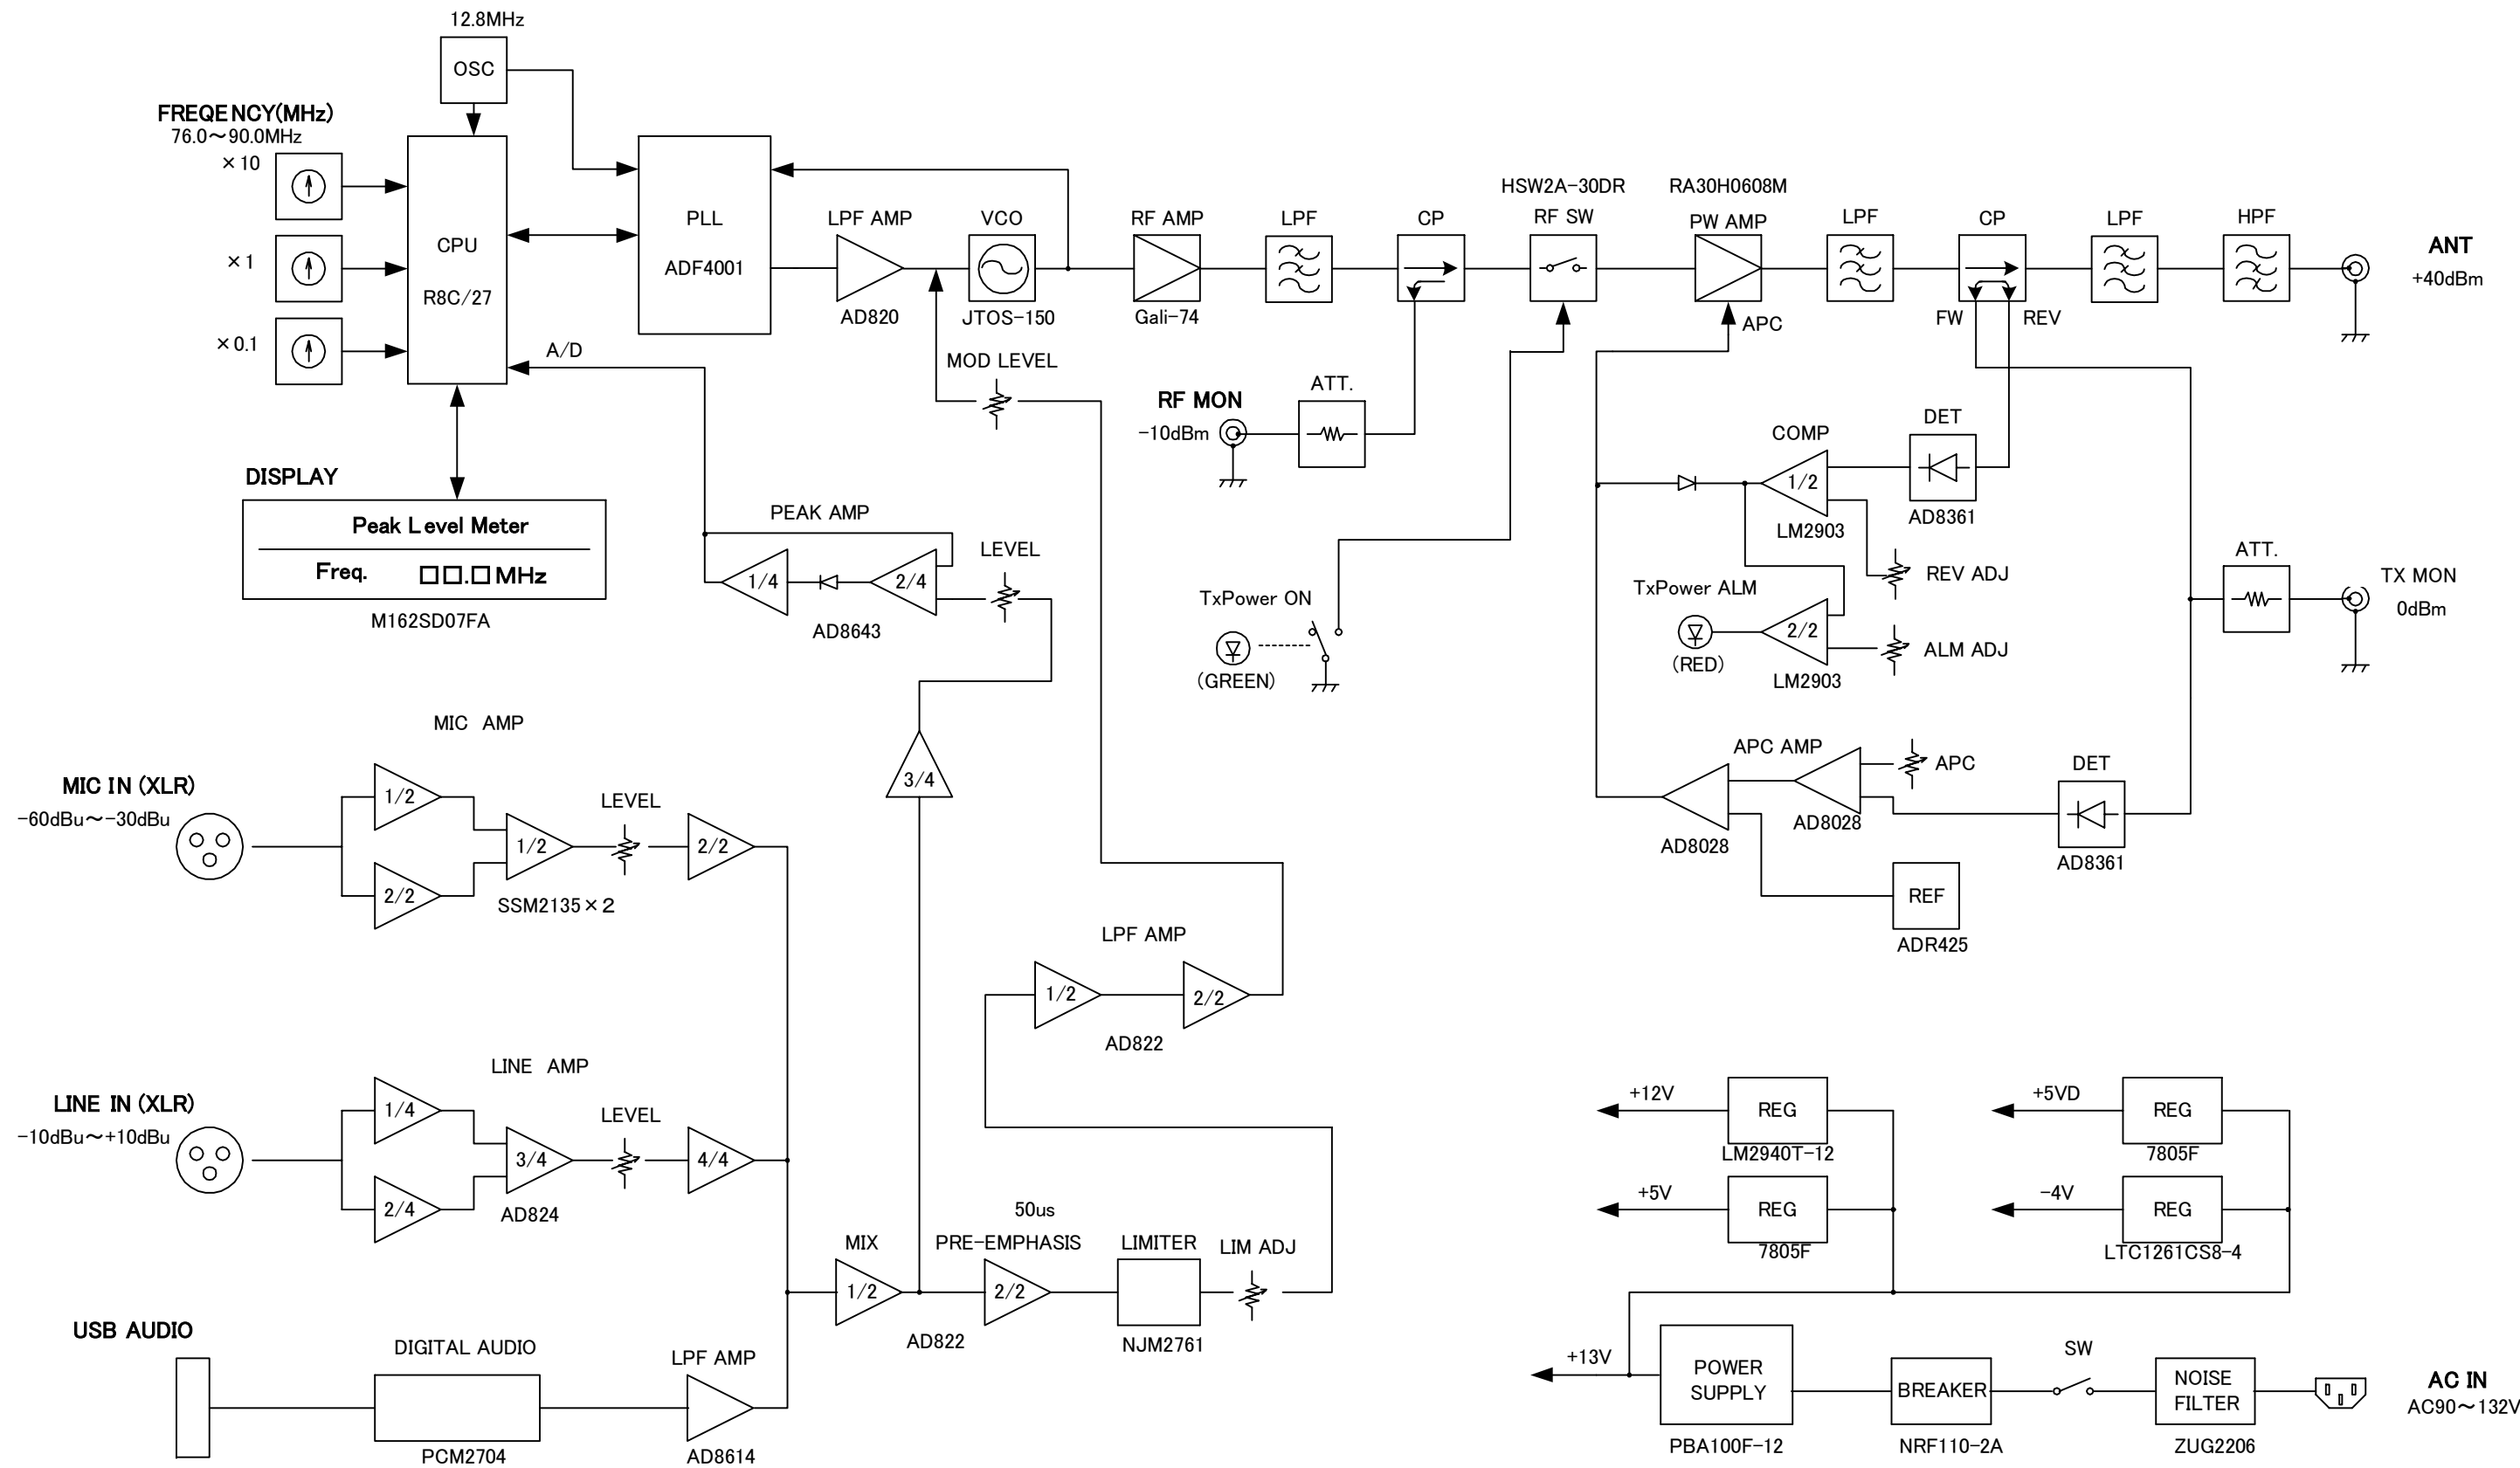 12.8MHz
OSC
FREQENCY(MHz)
76.0～90.0MHz
×10
×1
×0.1
CPU
R8C/27
PLL
ADF4001
LPF AMP
AD820
VCO
JTOS-150
RF AMP
Gali-74
LPF
CP
HSW2A-30DR
RF SW
RA30H0608M
PW AMP
APC
LPF
CP
FW
REV
LPF
HPF
ANT
+40dBm
A/D
MOD LEVEL
RF MON
-10dBm
ATT.
DISPLAY
Peak Level Meter
Freq. □□.□MHz
M162SD07FA
PEAK AMP
1/4
2/4
AD8643
LEVEL
TxPower ON
(GREEN)
COMP
1/2
LM2903
DET
AD8361
REV ADJ
TxPower ALM
(RED)
2/2
LM2903
ALM ADJ
ATT.
TX MON
0dBm
MIC AMP
MIC IN (XLR)
-60dBu～-30dBu
1/2
2/2
1/2
SSM2135×2
LEVEL
2/2
3/4
APC AMP
AD8028
AD8028
APC
DET
AD8361
REF
ADR425
LPF AMP
1/2
2/2
AD822
LINE AMP
LINE IN (XLR)
-10dBu～+10dBu
1/4
2/4
3/4
AD824
LEVEL
4/4
MIX
1/2
AD822
50us
PRE-EMPHASIS
2/2
LIMITER
NJM2761
LIM ADJ
USB AUDIO
DIGITAL AUDIO
PCM2704
LPF AMP
AD8614
+12V
REG
LM2940T-12
+5VD
REG
7805F
+5V
REG
7805F
-4V
REG
LTC1261CS8-4
+13V
POWER
SUPPLY
PBA100F-12
BREAKER
NRF110-2A
SW
NOISE
FILTER
ZUG2206
AC IN
AC90～132V